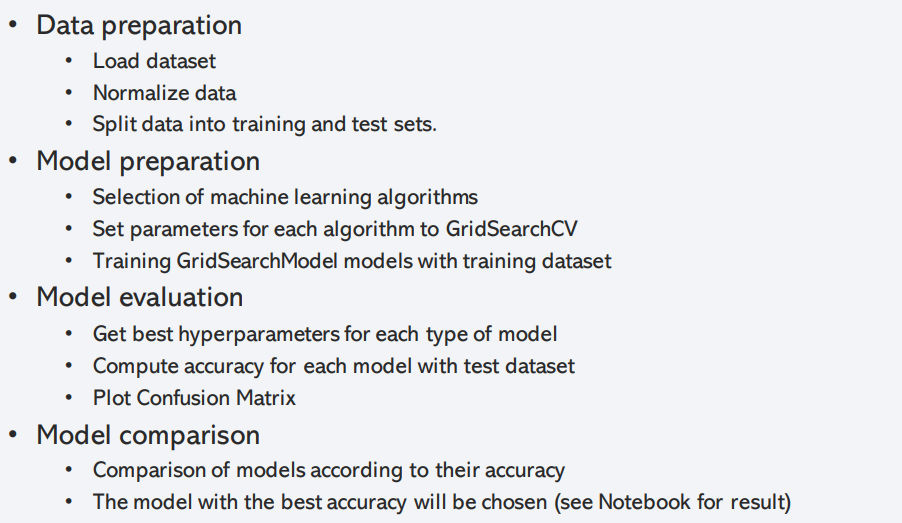 • Data preparation
• Load dataset
• Normalize data
• Split data into training and test sets.
• Model preparation
• Selection of machine learning algorithms
• Set parameters for each algorithm to GridSearchCV
• Training GridSearchModel models with training dataset
• Model evaluation
• Get best hyperparameters for each type of model
• Compute accuracy for each model with test dataset
• Plot Confusion Matrix
• Model comparison
• Comparison of models according to their accuracy
• The model with the best accuracy will be chosen (see Notebook for result)